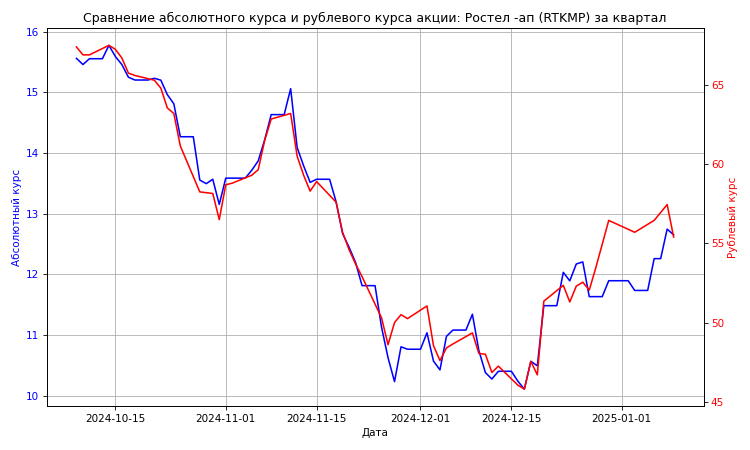 Сравнение абсолютного курса и рублевого курса акции: Ростел -ап (RTKMP) за квартал
16
15
14
13
12
11
10
Абсолютный курс
65
60
55
50
45
Рублевый курс
2024-10-15 2024-11-01 2024-11-15 2024-12-01 2024-12-15 2025-01-01
Дата